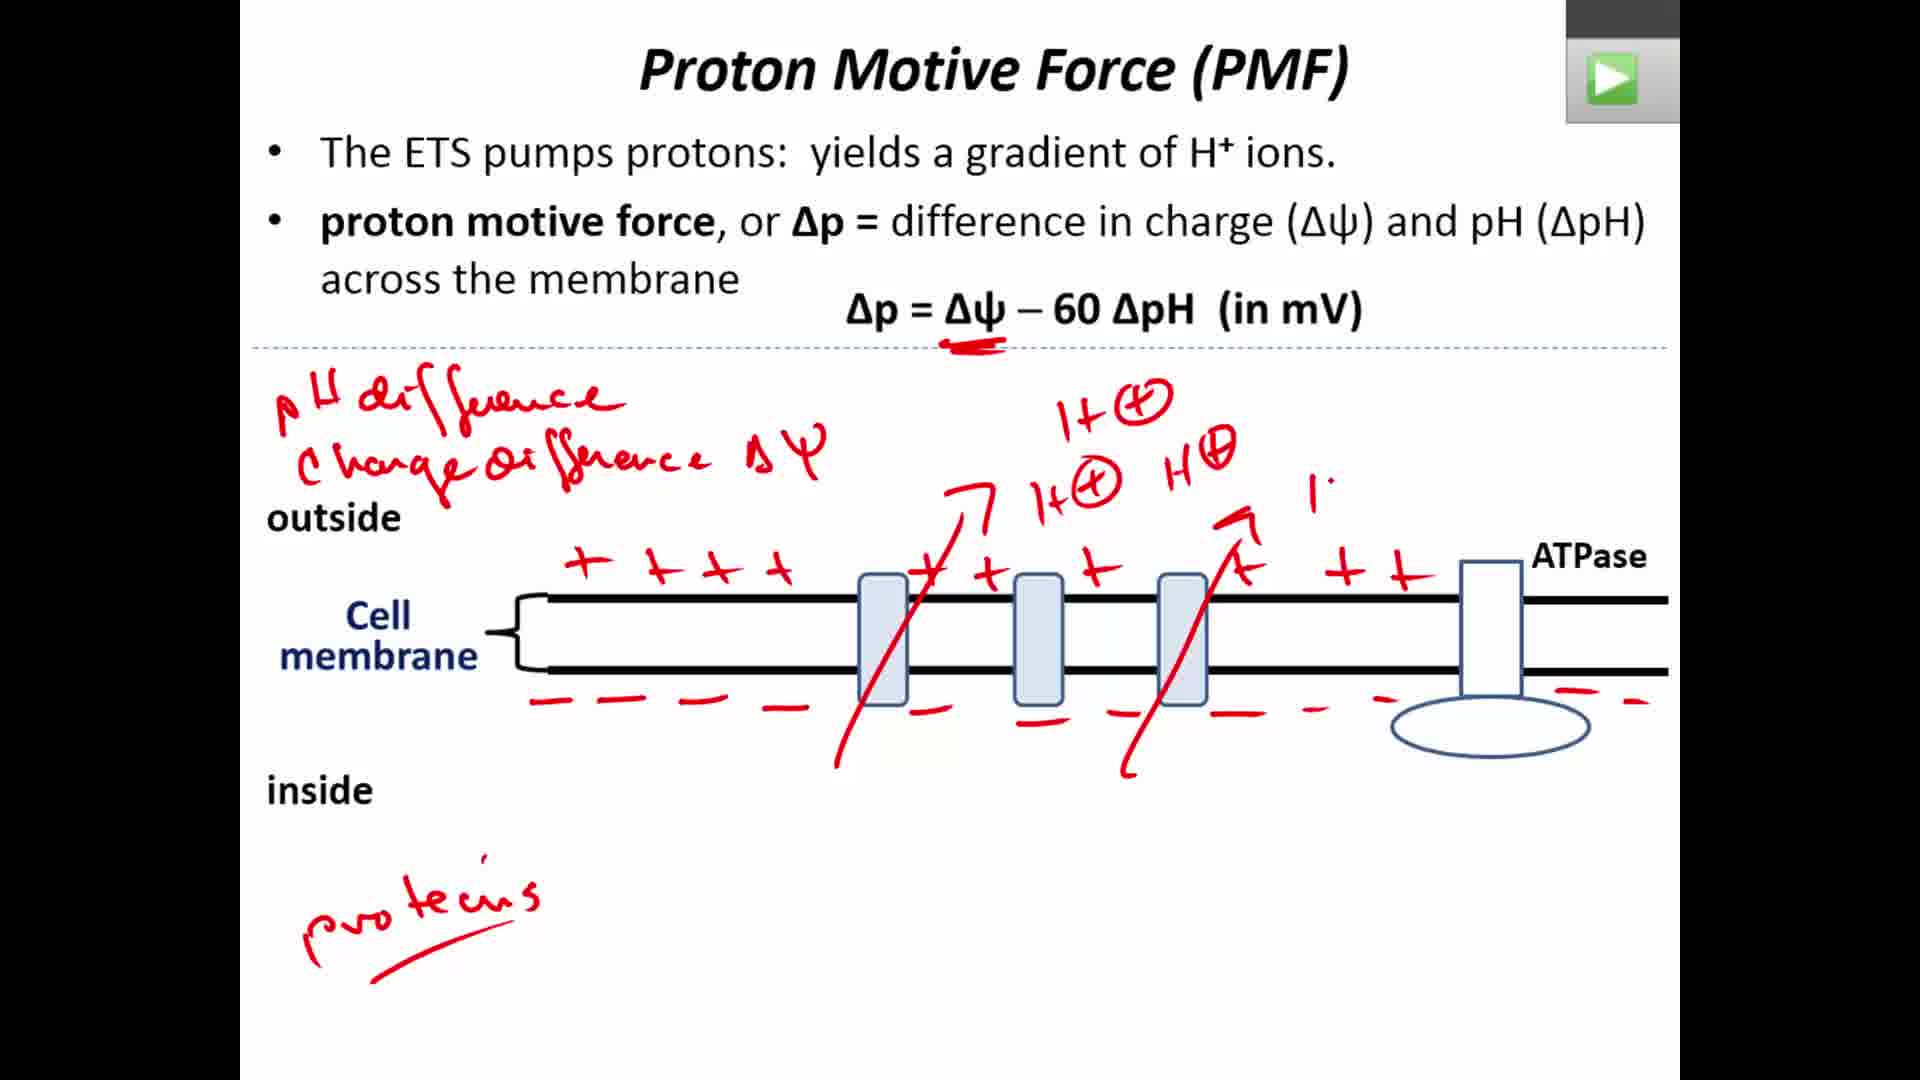 Proton Motive Force (PMF)
• The ETS pumps protons: yields a gradient of H⁺ ions.
• proton motive force, or Δp = difference in charge (Δψ) and pH (ΔpH)
across the membrane
Δp = Δψ – 60 ΔpH (in mV)
pH difference
Charge difference Δψ
H+
H+
H+
outside
+ + + + + + + + + +
ATPase
Cell
membrane
– – – – – – – – – – – –
inside
proteins